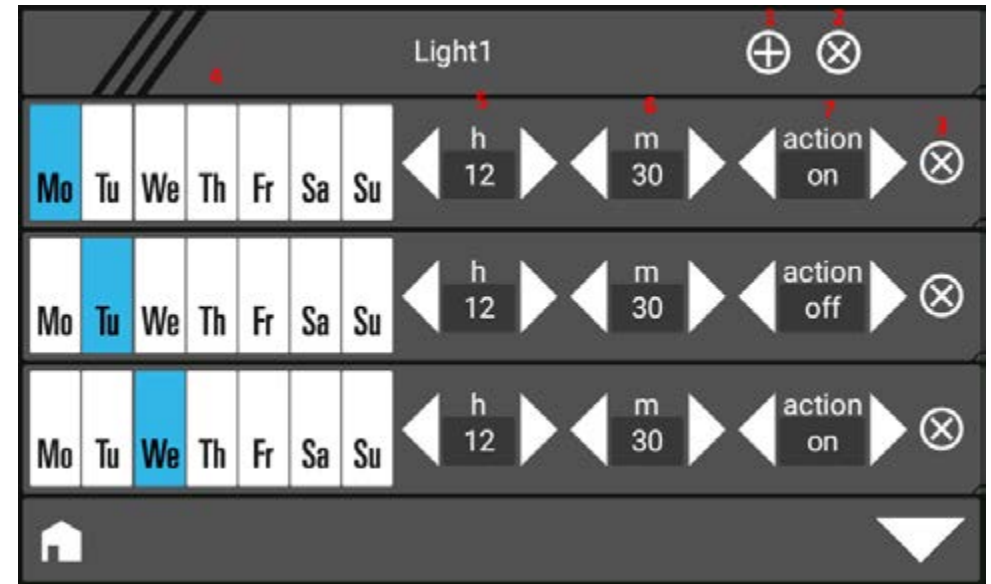 1 2
Light1
4 5 6 7 3
h m action
Mo Tu We Th Fr Sa Su 12 30 on
h m action
Mo Tu We Th Fr Sa Su 12 30 off
h m action
Mo Tu We Th Fr Sa Su 12 30 on